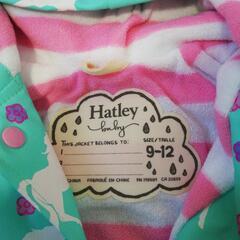 Hatley
baby
THIS JACKET BELONGS TO:
SIZE/TAILLE
9-12
CHINA FABRIQUÉ EN CHINE